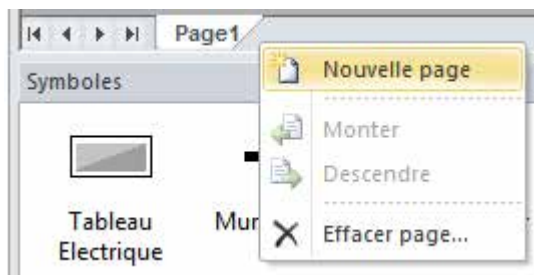 Page1
Nouvelle page
Symboles
Monter
Descendre
Tableau
Electrique
Mur
Effacer page...